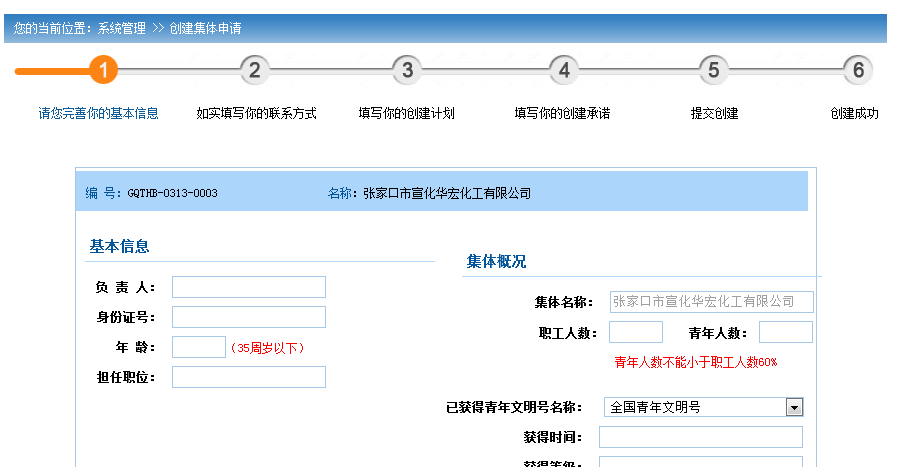 您的当前位置：系统管理 >> 创建集体申请
1 2 3 4 5 6
请您完善你的基本信息 如实填写你的联系方式 填写你的创建计划 填写你的创建承诺 提交创建 创建成功
编 号：GQTHB-0313-0003 名称：张家口市宣化华宏化工有限公司
基本信息
负 责 人：
身份证号：
年 龄： （35周岁以下）
担任职位：
集体概况
集体名称： 张家口市宣化华宏化工有限公司
职工人数： 青年人数：
青年人数不能小于职工人数60%
已获得青年文明号名称： 全国青年文明号
获得时间：
获得等级：